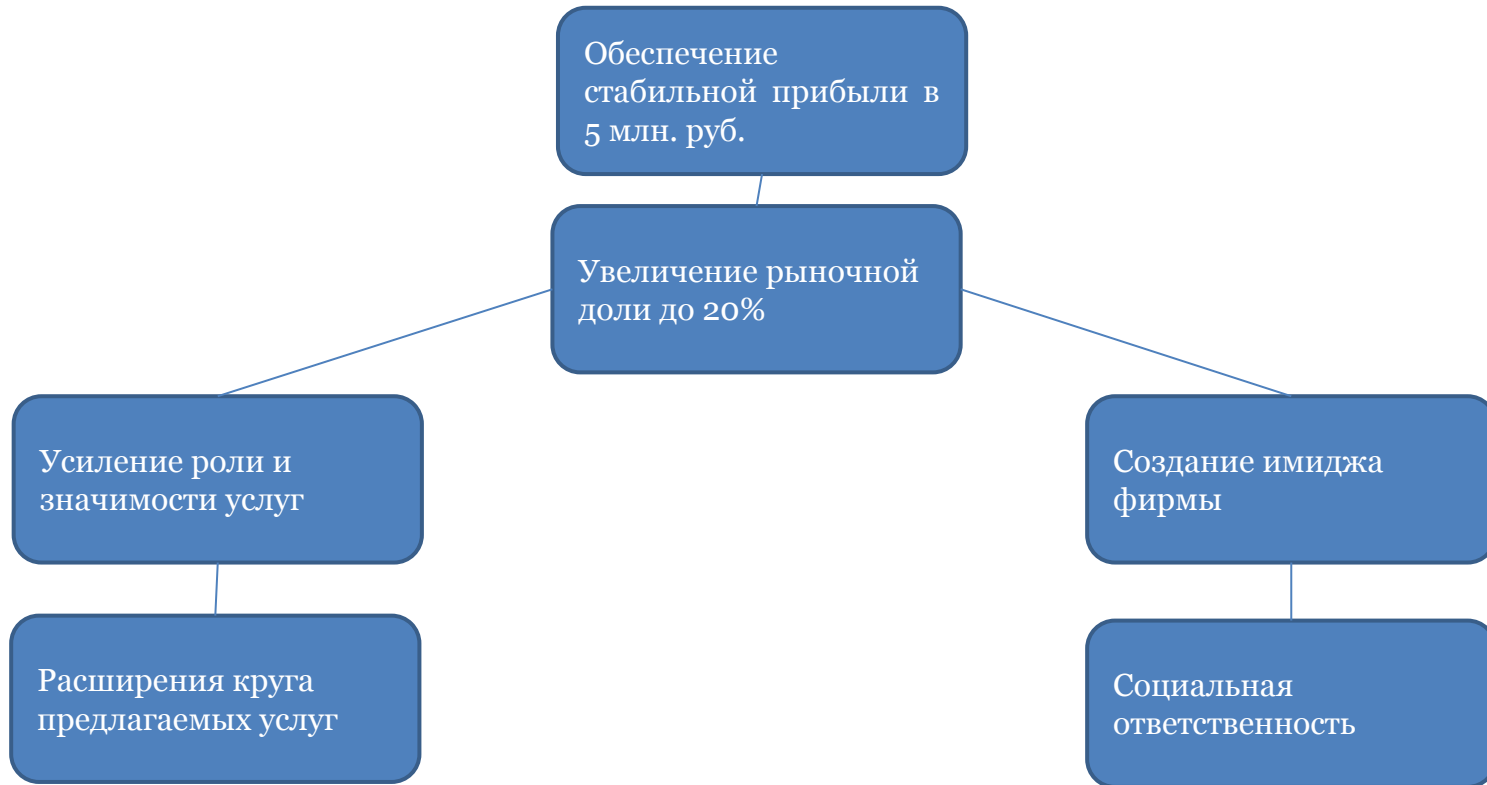 Обеспечение
стабильной прибыли в
5 млн. руб.
Увеличение рыночной
доли до 20%
Усиление роли и
значимости услуг
Создание имиджа
фирмы
Расширения круга
предлагаемых услуг
Социальная
ответственность